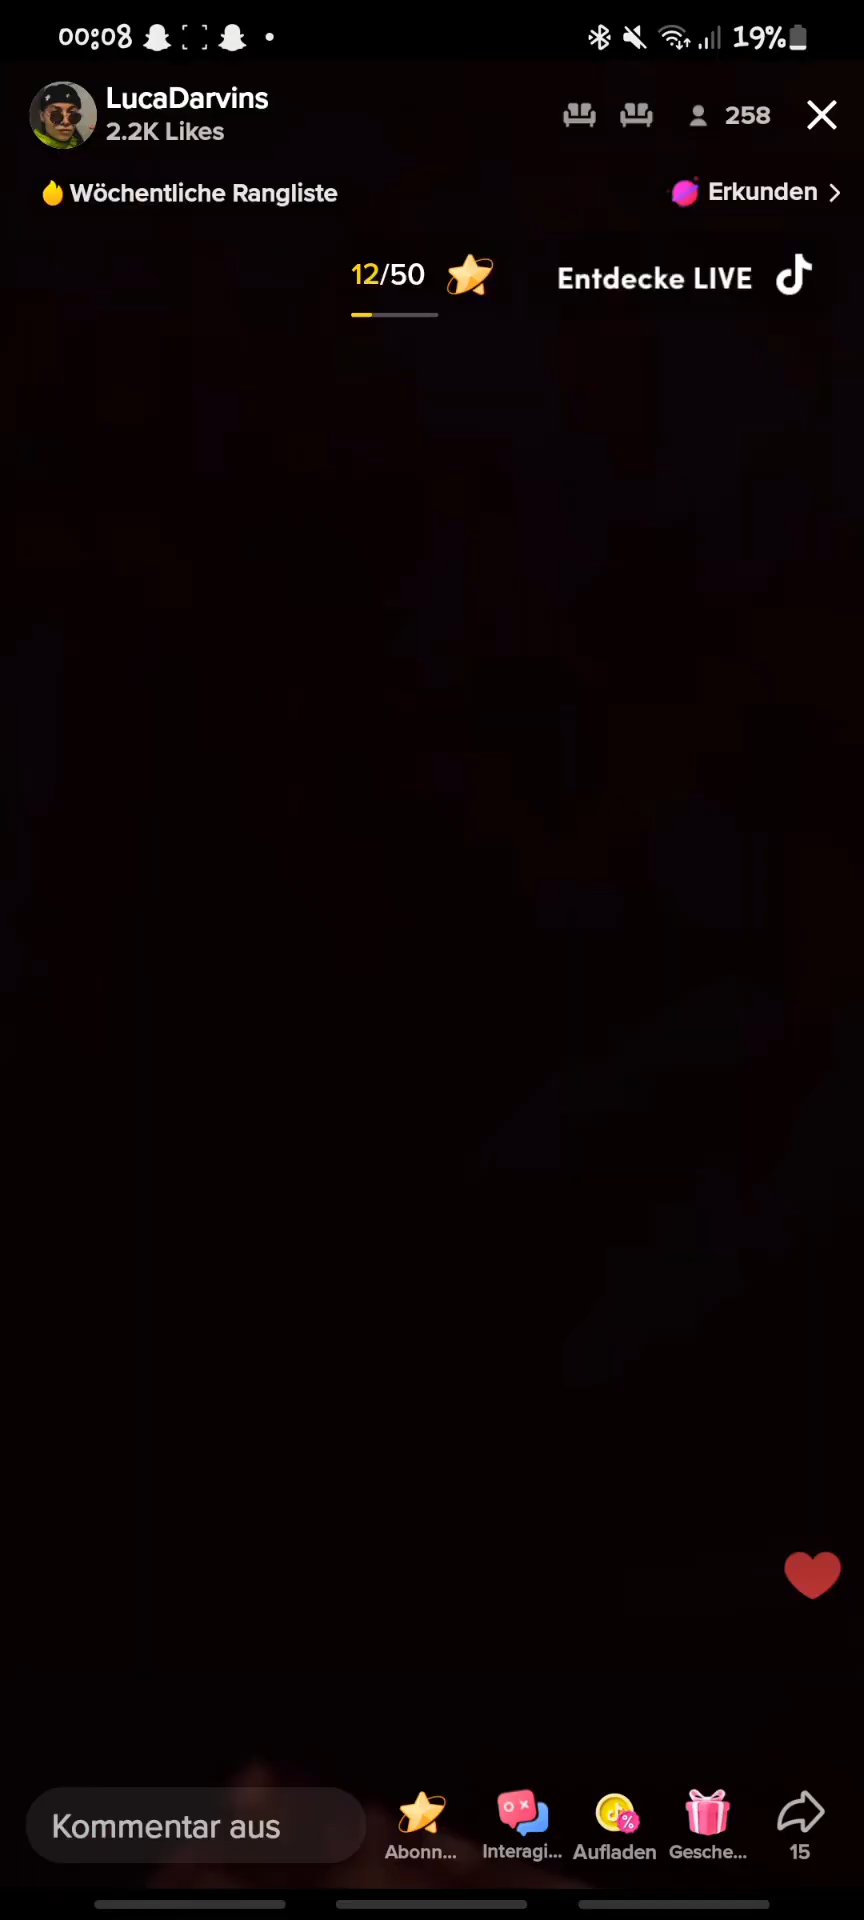 00:08 19%
LucaDarvins
2.2K Likes
258
Wöchentliche Rangliste
Erkunden >
12/50
Entdecke LIVE
Kommentar aus
Abonn...
Interagi...
Aufladen
Gesche...
15